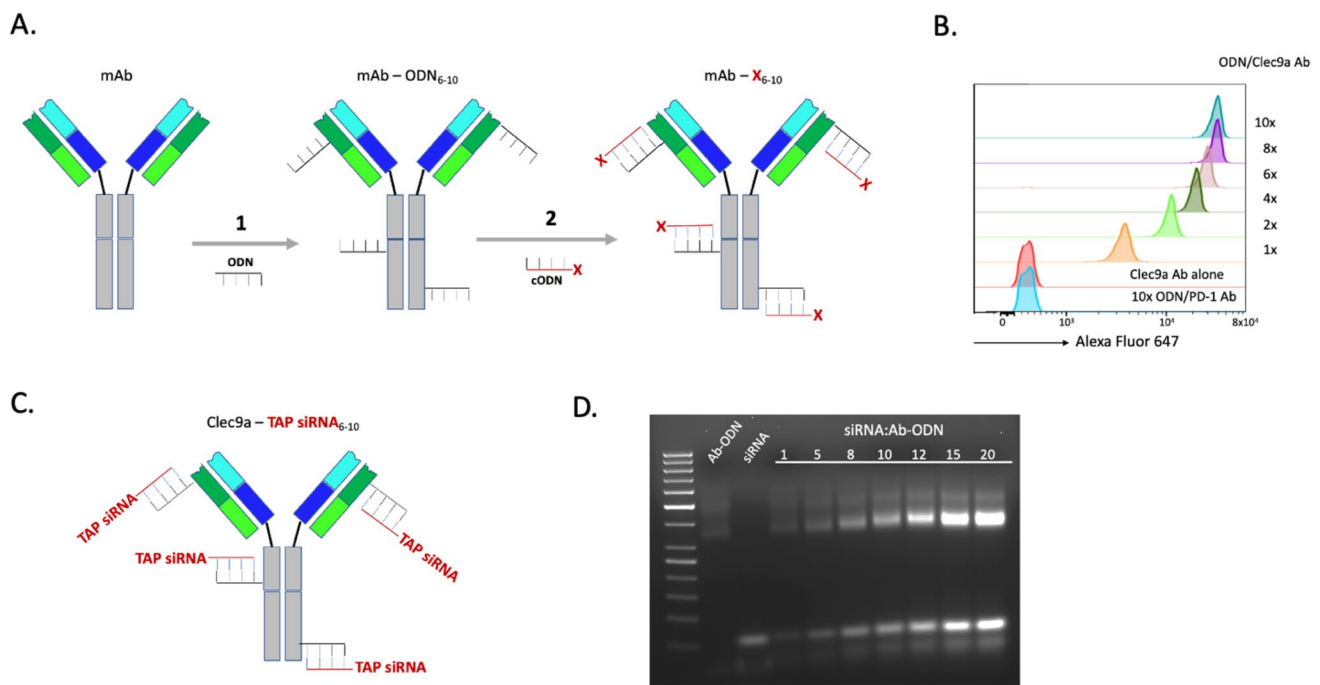 A.
mAb
mAb – ODN6-10
mAb – X6-10
X
X
X
X
1
ODN
2
cODN
X
B.
ODN/Clec9a Ab
10x
8x
6x
4x
2x
1x
Clec9a Ab alone
10x ODN/PD-1 Ab
0
10³
10⁴
8x10⁴
Alexa Fluor 647
C.
Clec9a – TAP siRNA6-10
TAP siRNA
TAP siRNA
TAP siRNA
TAP siRNA
D.
Ab-ODN
siRNA
siRNA:Ab-ODN
1 5 8 10 12 15 20